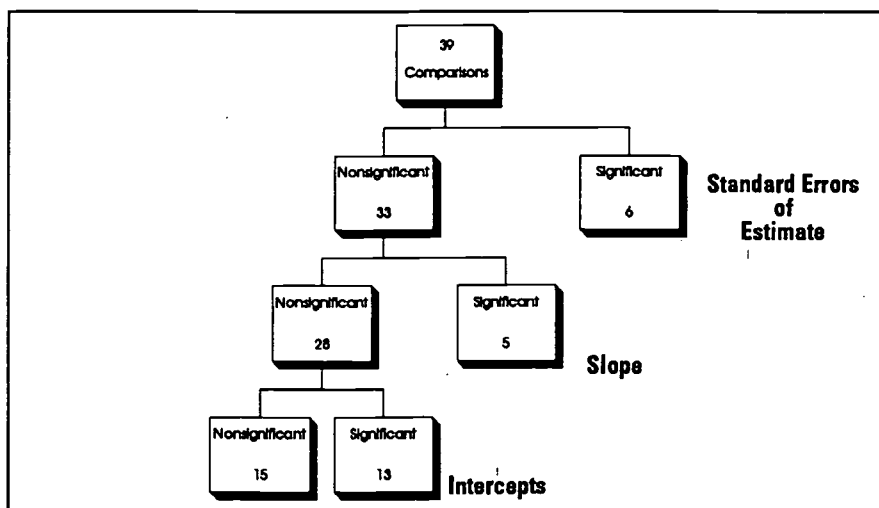 39
Comparisons
Nonsignificant
33
Significant
6
Standard Errors
of
Estimate
Nonsignificant
28
Significant
5
Slope
Nonsignificant
15
Significant
13
Intercepts